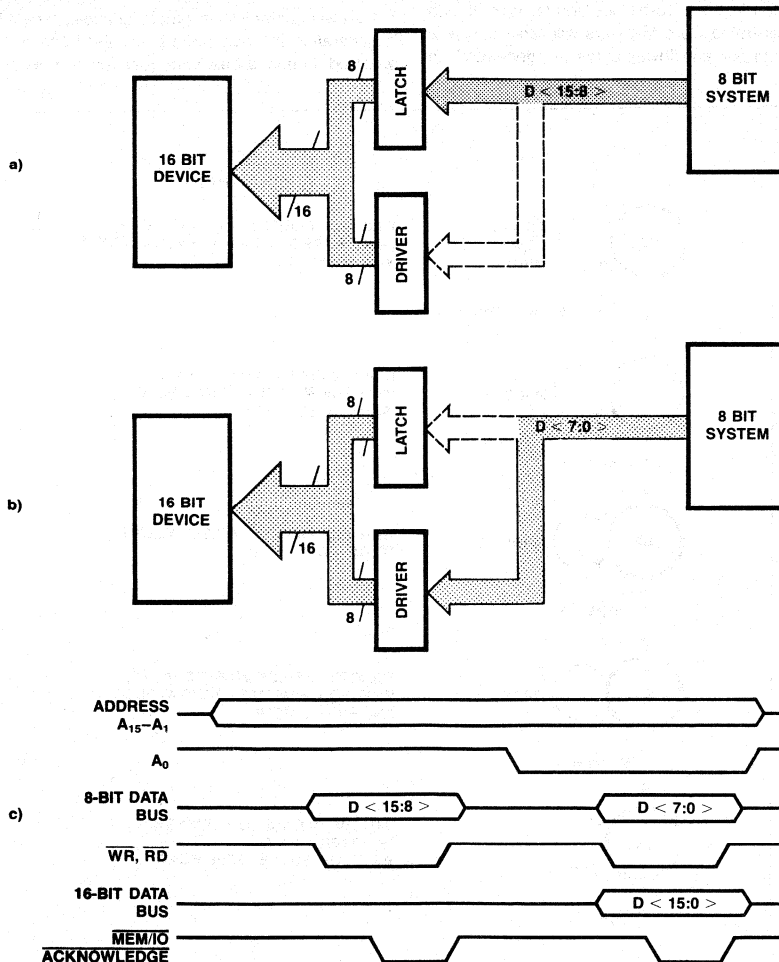 a)
16 BIT
DEVICE
/16
8
LATCH
D < 15:8 >
8 BIT
SYSTEM
DRIVER
8
b)
16 BIT
DEVICE
/16
8
LATCH
D < 7:0 >
8 BIT
SYSTEM
DRIVER
8
c)
ADDRESS
A15–A1
A0
8-BIT DATA
BUS
D < 15:8 >
D < 7:0 >
WR, RD
16-BIT DATA
BUS
D < 15:0 >
MEM/IO
ACKNOWLEDGE